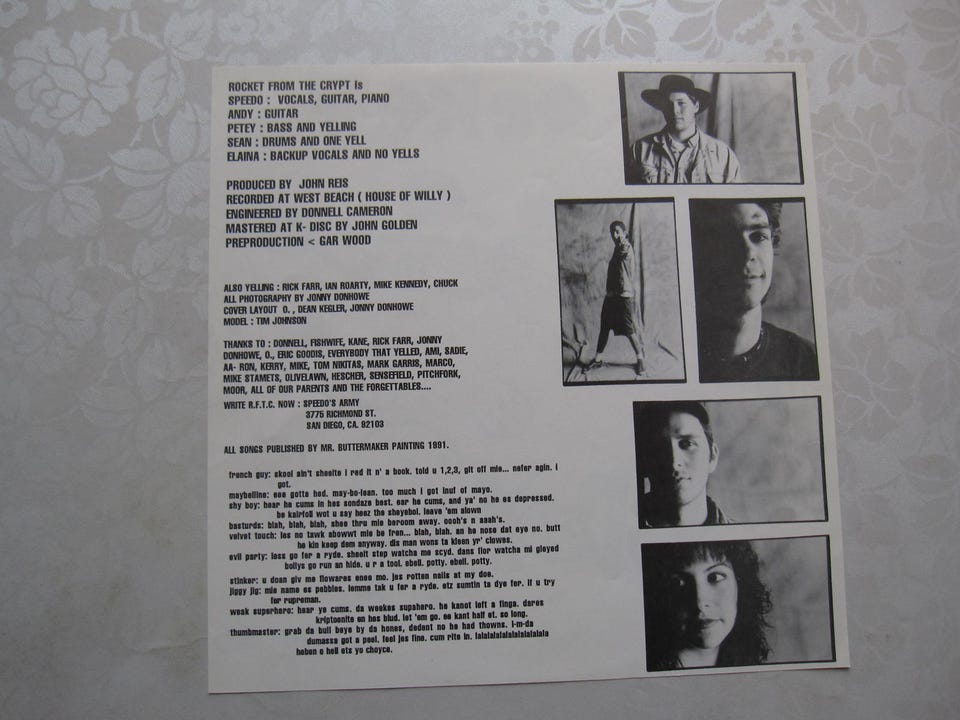 ROCKET FROM THE CRYPT Is
SPEEDO : VOCALS, GUITAR, PIANO
ANDY : GUITAR
PETEY : BASS AND YELLING
SEAN : DRUMS AND ONE YELL
ELAINA : BACKUP VOCALS AND NO YELLS
PRODUCED BY JOHN REIS
RECORDED AT WEST BEACH ( HOUSE OF WILLY )
ENGINEERED BY DONNELL CAMERON
MASTERED AT K- DISC BY JOHN GOLDEN
PREPRODUCTION < GAR WOOD
ALSO YELLING : RICK FARR, IAN ROARTY, MIKE KENNEDY, CHUCK
ALL PHOTOGRAPHY BY JONNY DONHOWE
COVER LAYOUT O. , DEAN KEGLER, JONNY DONHOWE
MODEL : TIM JOHNSON
THANKS TO : DONNELL, FISHWIFE, KANE, RICK FARR, JONNY
DONHOWE, O., ERIC GOODIS, EVERYBODY THAT YELLED, AMI, SADIE,
AA- RON, KERRY, MIKE, TOM NIKITAS, MARK GARRIS, MARCO,
MIKE STAMETS, OLIVELAWN, HESCHER, SENSEFIELD, PITCHFORK,
MOOR, ALL OF OUR PARENTS AND THE FORGETTABLES....
WRITE R.F.T.C. NOW : SPEEDO'S ARMY
3775 RICHMOND ST.
SAN DIEGO, CA. 92103
ALL SONGS PUBLISHED BY MR. BUTTERMAKER PAINTING 1991.
french guy: skool ain't sheeite i red it n' a book. told u 1,2,3, git off mie... nefer agin. i
got.
maybelline: eee gotta hed. may-bo-lean. too much i got inuf of mayo.
shy boy: hear he cums in hes sondaze best. ear he cums, and ya' no he es depressed.
be kairfoll wot u say heez the sheyeboi. leave 'em alown
basturds: blah, blah, blah, shee thru mie beroom away. oooh's n aaah's.
velvet touch: les no tawk abowwt mie be fren... blah, blah. an he nose dat eye no. butt
he kin keep dem anyway. dis man wons ta kleen yr' clowes.
evil party: less go fer a ryde. sheeit step watcha me scyd. dans flor watcha mi gleyed
bollys go run an hide. u r a tool. eboll. potty. eboll. potty.
stinker: u doan giv me flowares enee mo. jes rotten nails at my doe.
jiggy jig: mie name es pebbles. lemme tak u fer a ryde. etz sumtin ta dye fer. if u try
fer rupreman.
weak superhero: hear ye cums. da weekes supahero. he kanot left a finga. dares
kriptoenite en hes blud. let 'em go. ee kant half et. so long.
thumbmaster: grab da bull beye by da hones, dedent no he had thowns. i-m-da
dumass got a peel. feel jes fine. cum rite in. lalalalalalalalalalalala
heben o hell ets yo choyce.